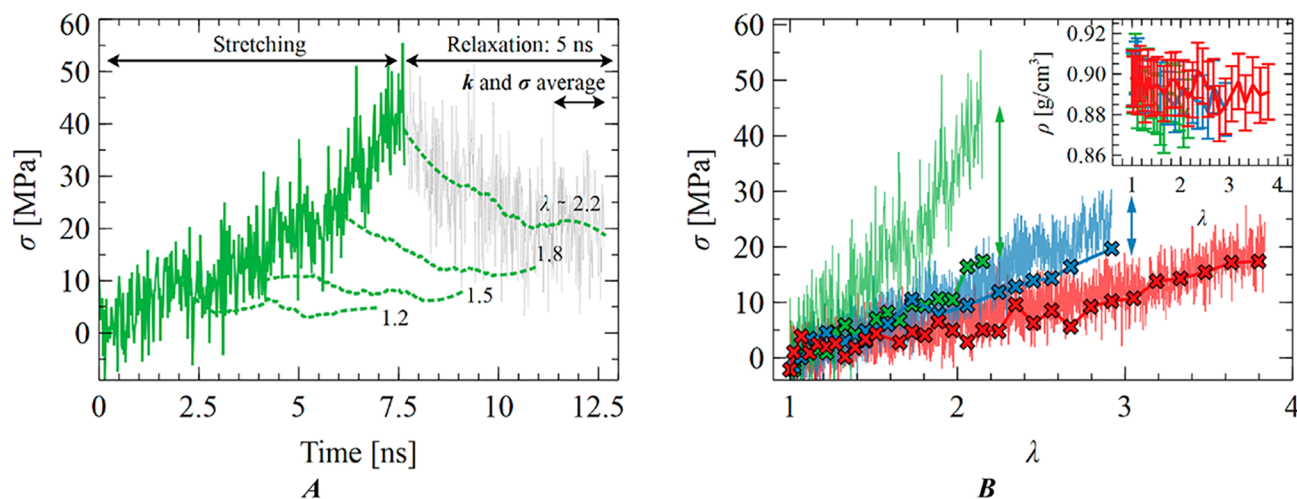 60
50
40
30
20
10
0
σ [MPa]
Stretching
Relaxation: 5 ns
k and σ average
λ ~ 2.2
1.8
1.5
1.2
0
2.5
5
7.5
10
12.5
Time [ns]
A
60
50
40
30
20
10
0
σ [MPa]
λ
1
2
3
4
λ
0.92
0.90
0.88
0.86
ρ [g/cm³]
1
2
3
4
B